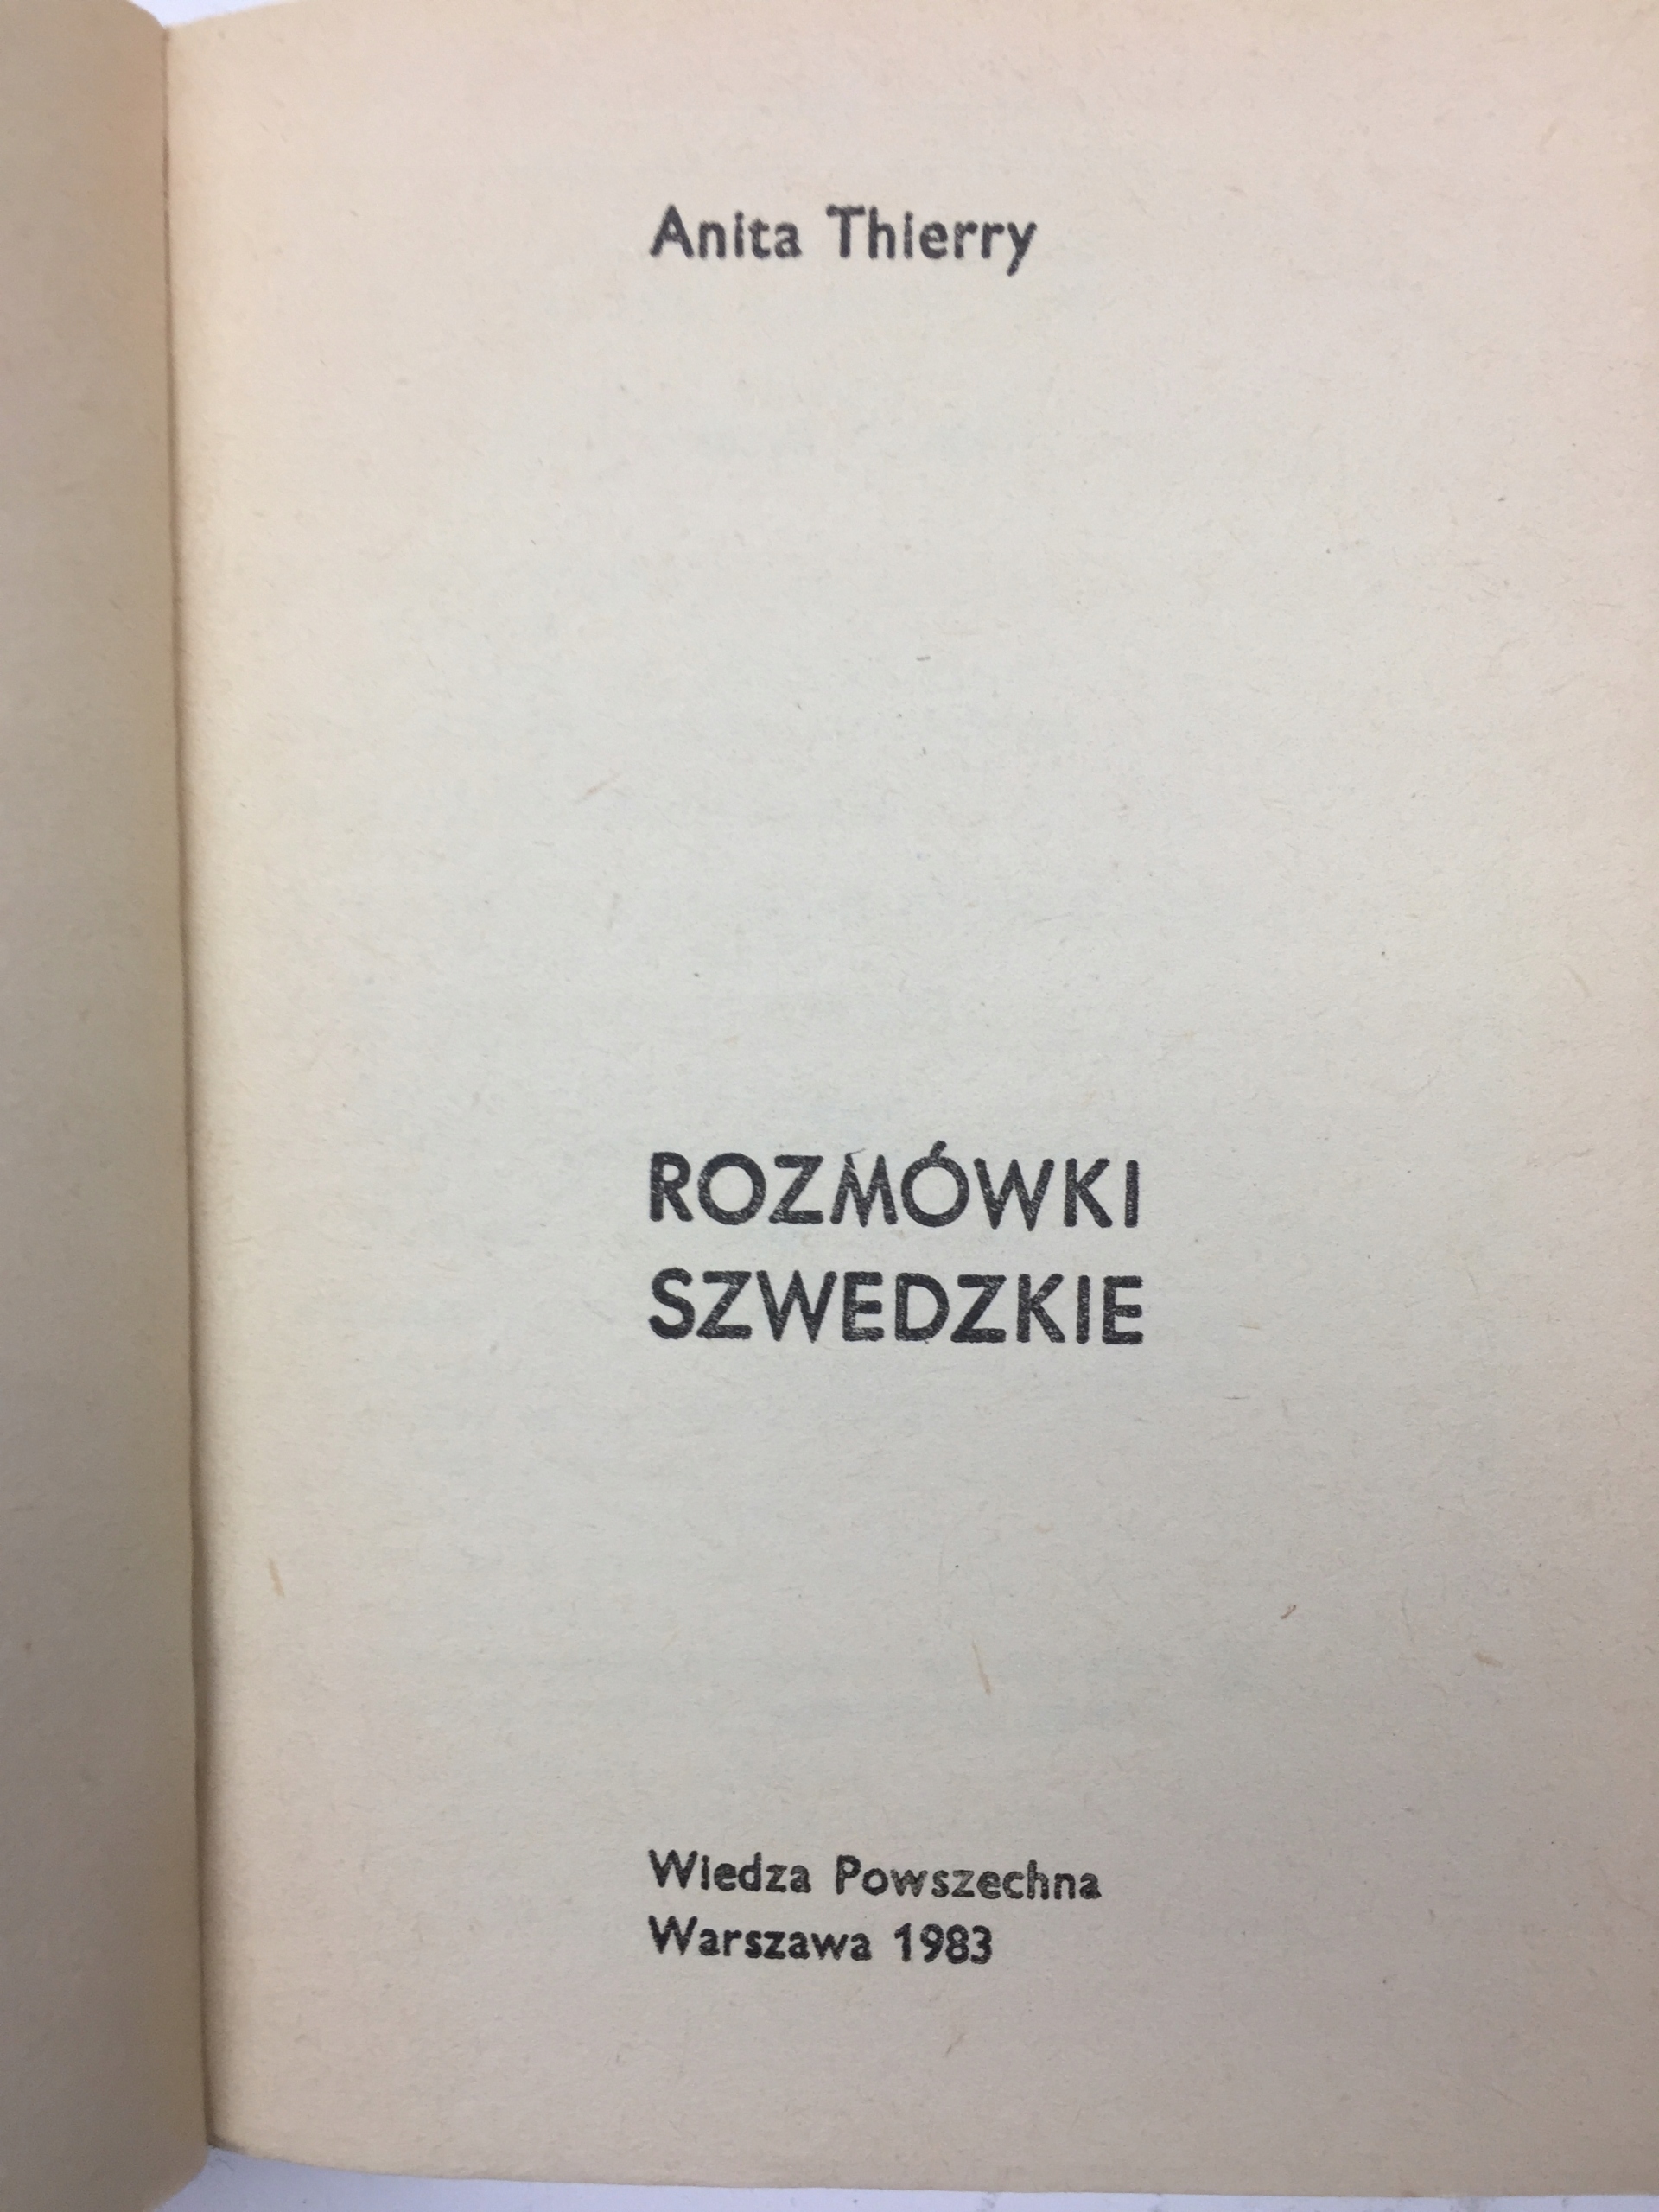 Anita Thierry
ROZMÓWKI
SZWEDZKIE
Wiedza Powszechna
Warszawa 1983